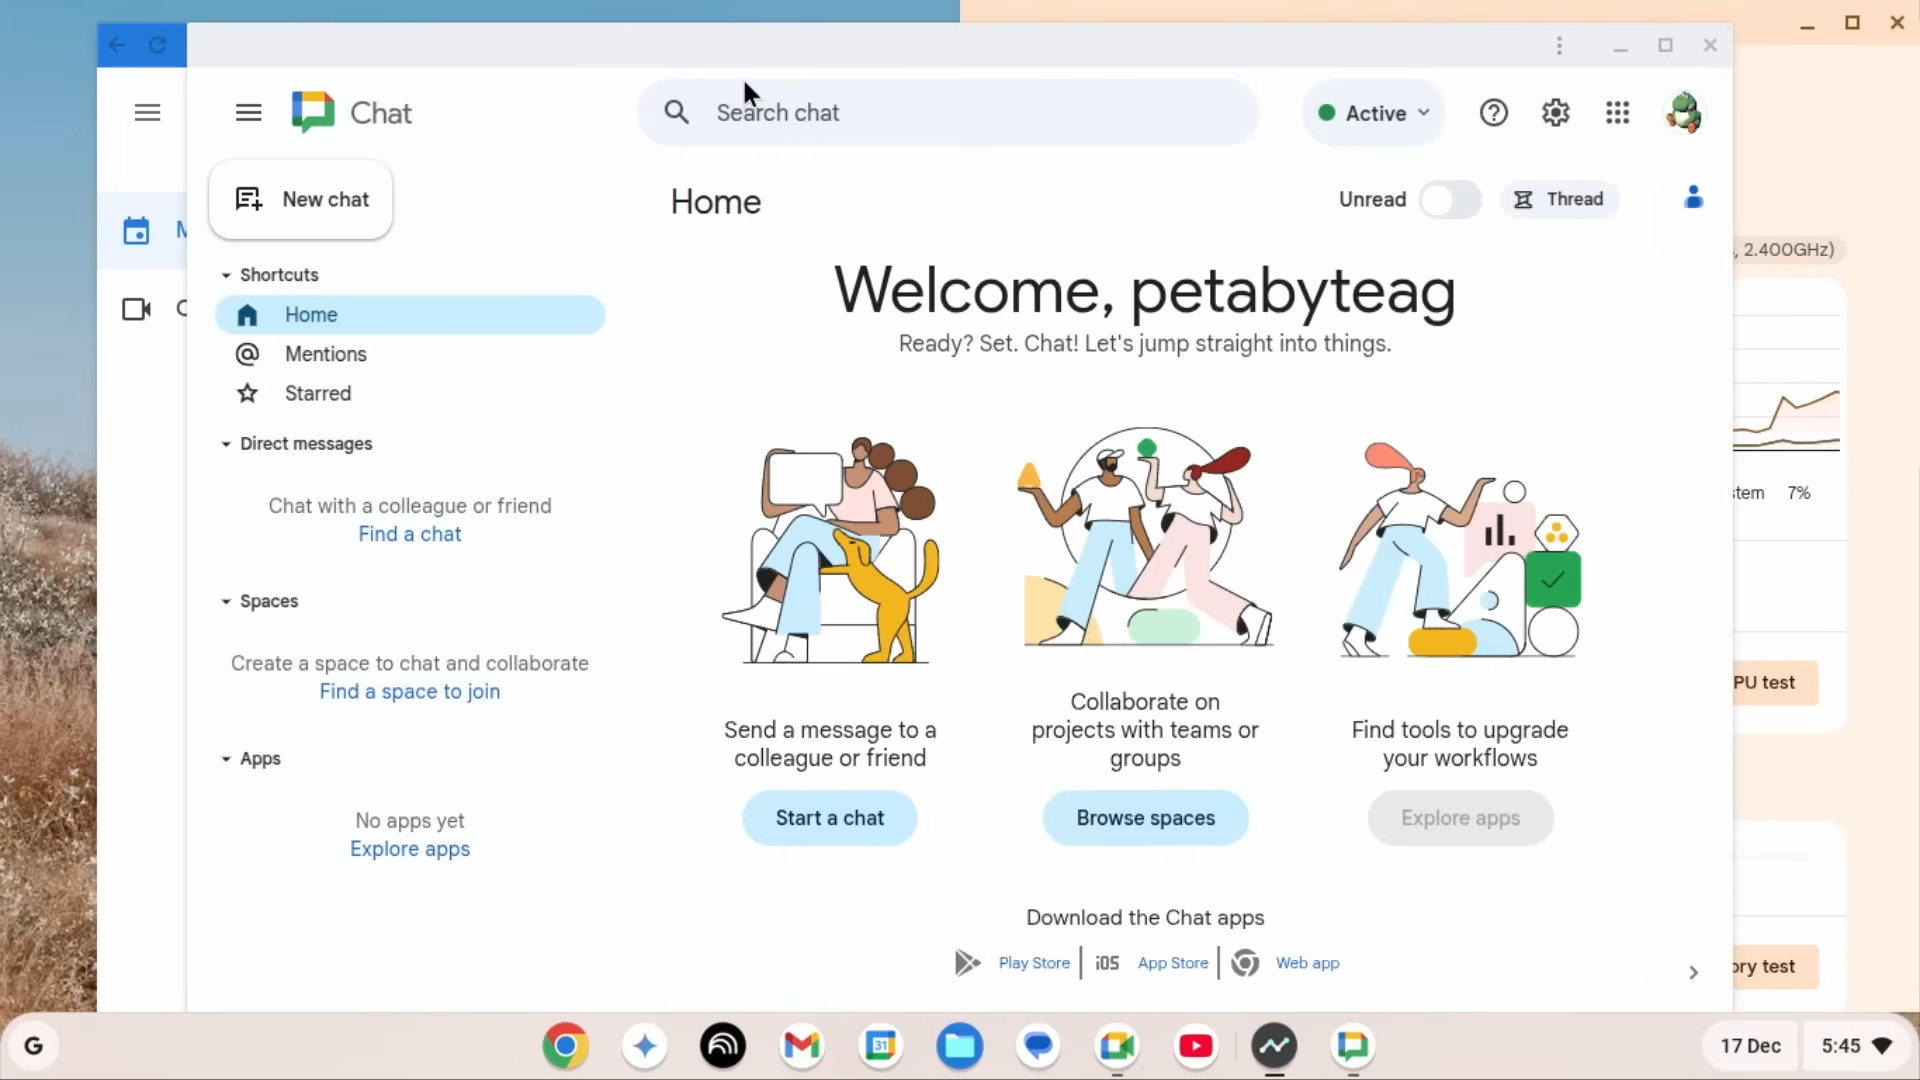 Chat
Search chat
Active
New chat
Home
Unread
Thread
Shortcuts
Home
Mentions
Starred
Direct messages
Chat with a colleague or friend
Find a chat
Spaces
Create a space to chat and collaborate
Find a space to join
Apps
No apps yet
Explore apps
Welcome, petabyteag
Ready? Set. Chat! Let's jump straight into things.
Send a message to a
colleague or friend
Start a chat
Collaborate on
projects with teams or
groups
Browse spaces
Find tools to upgrade
your workflows
Explore apps
Download the Chat apps
Play Store
iOS App Store
Web app
M
, 2.400GHz)
stem 7%
PU test
ory test
G
31
17 Dec
5:45